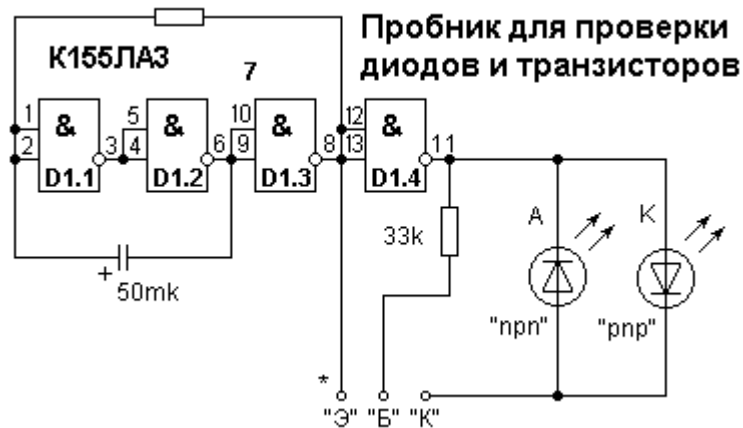 Пробник для проверки
диодов и транзисторов
К155ЛА3
7
1 & 5 & 10 & 12 &
2 3 4 6 9 8 13 11
D1.1 D1.2 D1.3 D1.4
33k
А К
+ 50mk
"npn" "pnp"
*
"Э" "Б" "К"